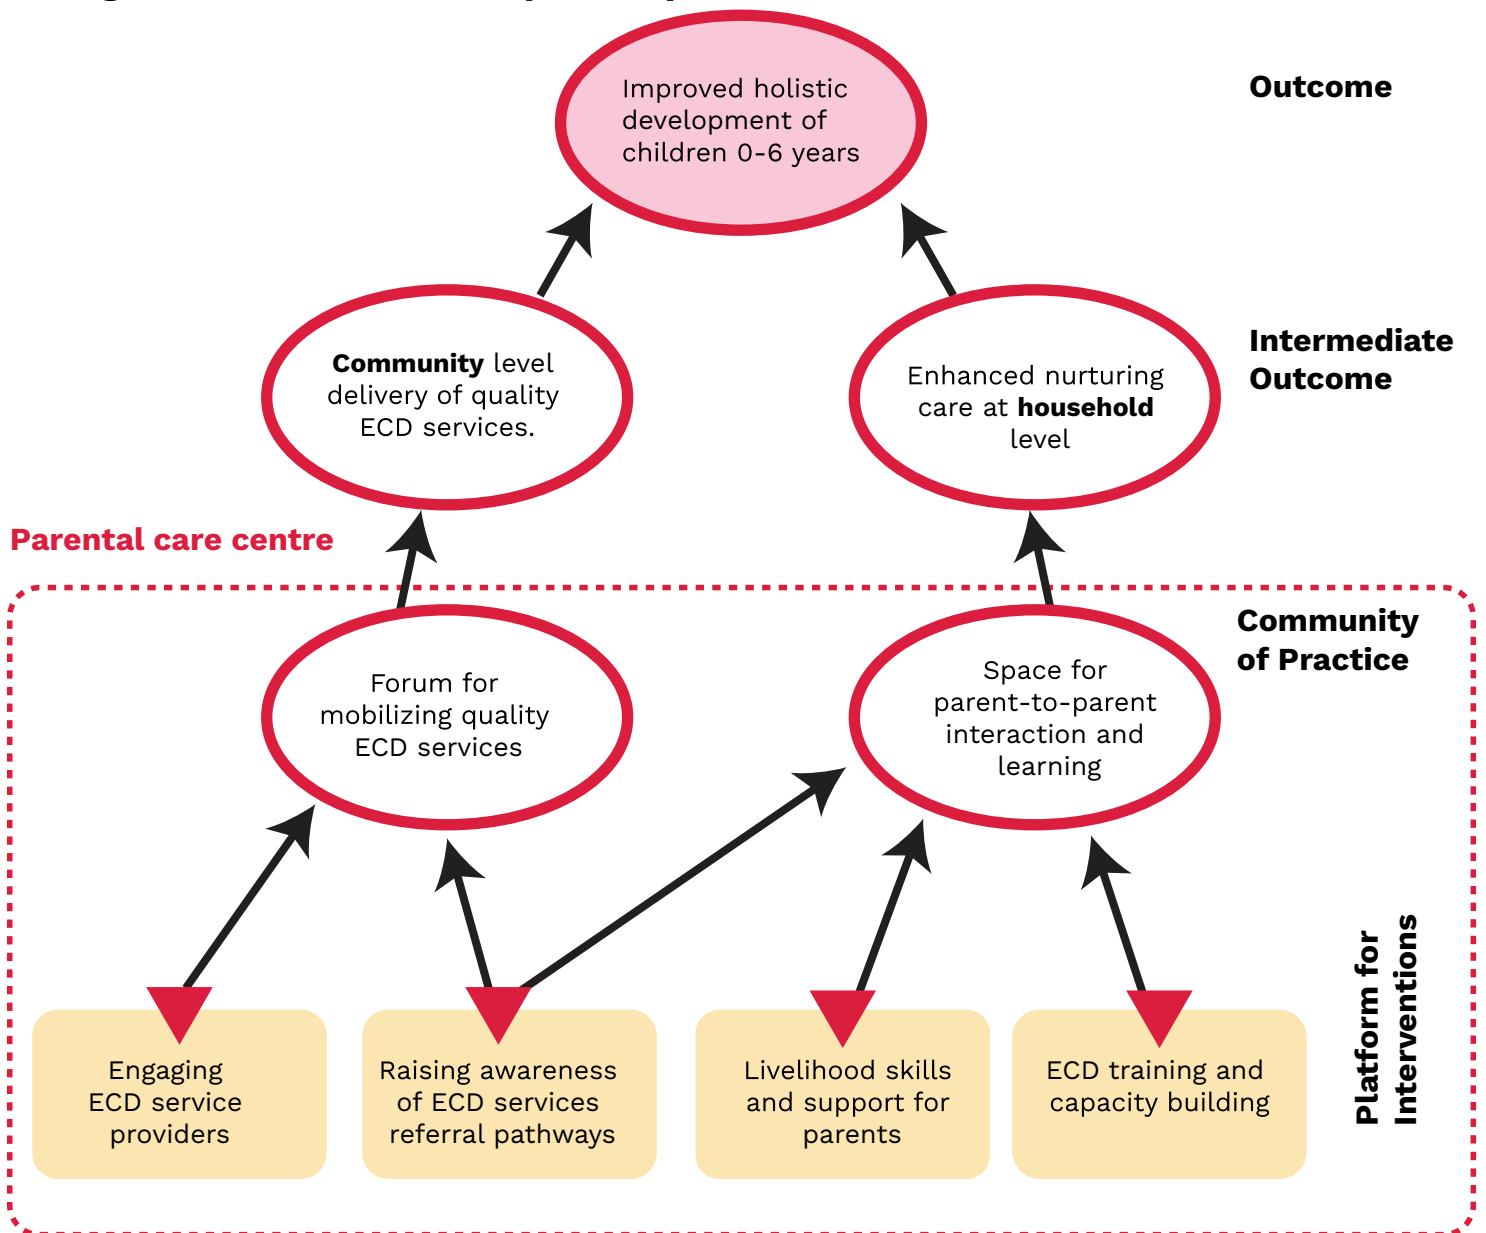 Improved holistic
development of
children 0-6 years
Outcome
Community level
delivery of quality
ECD services.
Enhanced nurturing
care at household
level
Intermediate
Outcome
Parental care centre
Forum for
mobilizing quality
ECD services
Space for
parent-to-parent
interaction and
learning
Community
of Practice
Engaging
ECD service
providers
Raising awareness
of ECD services
referral pathways
Livelihood skills
and support for
parents
ECD training and
capacity building
Platform for
Interventions